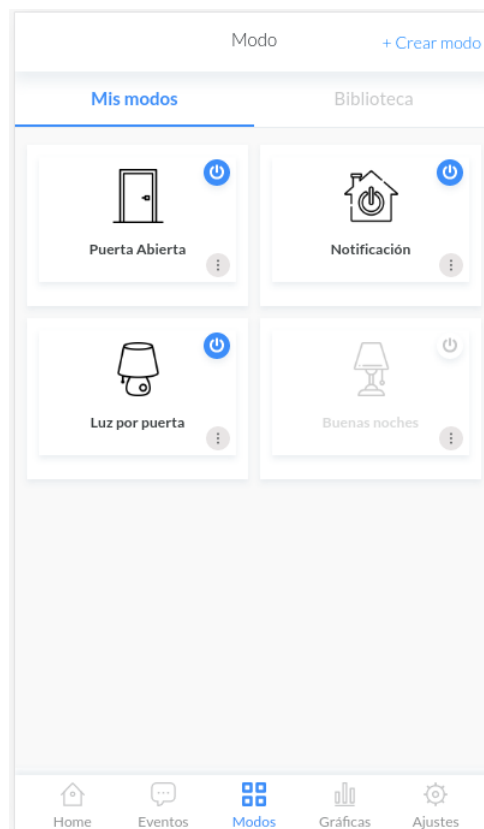 Modo
+ Crear modo
Mis modos
Biblioteca
Puerta Abierta
Notificación
Luz por puerta
Buenas noches
Home
Eventos
Modos
Gráficas
Ajustes